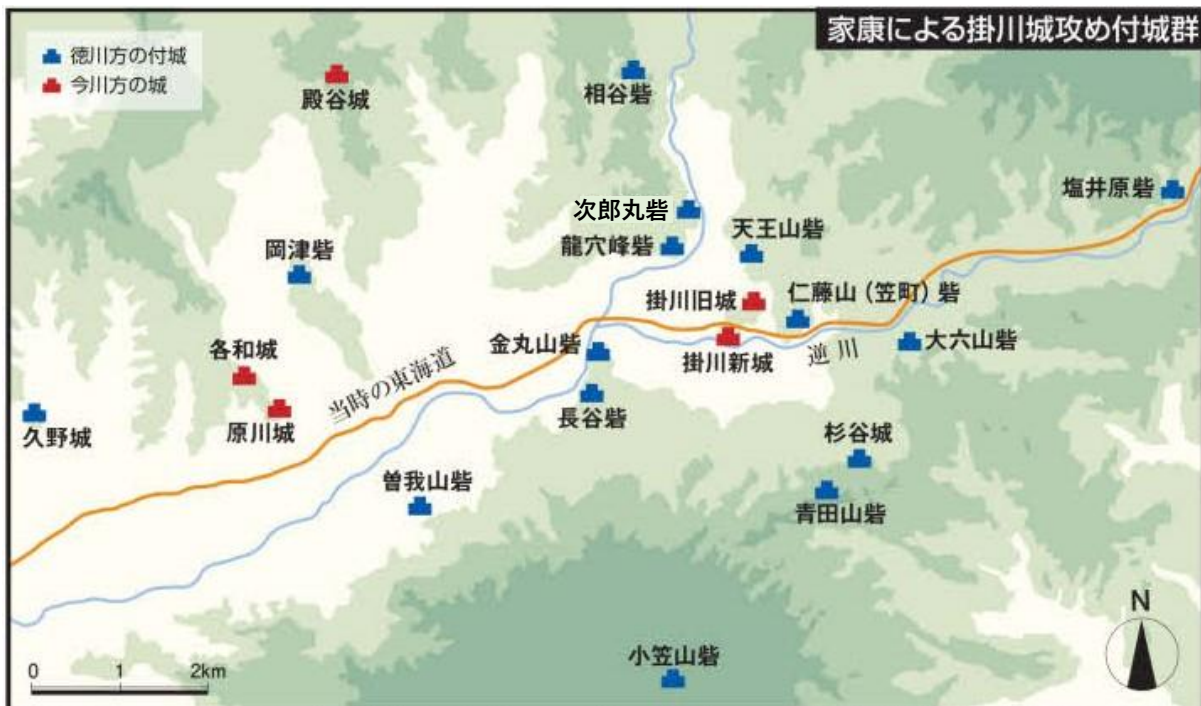 家康による掛川城攻め付城群
徳川方の付城
今川方の城
殿谷城
相谷砦
塩井原砦
次郎丸砦
天王山砦
龍穴峰砦
岡津砦
掛川旧城
仁藤山（笠町）砦
金丸山砦
掛川新城
逆川
大六山砦
各和城
当時の東海道
久野城
原川城
長谷砦
杉谷城
曽我山砦
青田山砦
小笠山砦
N
0 1 2km